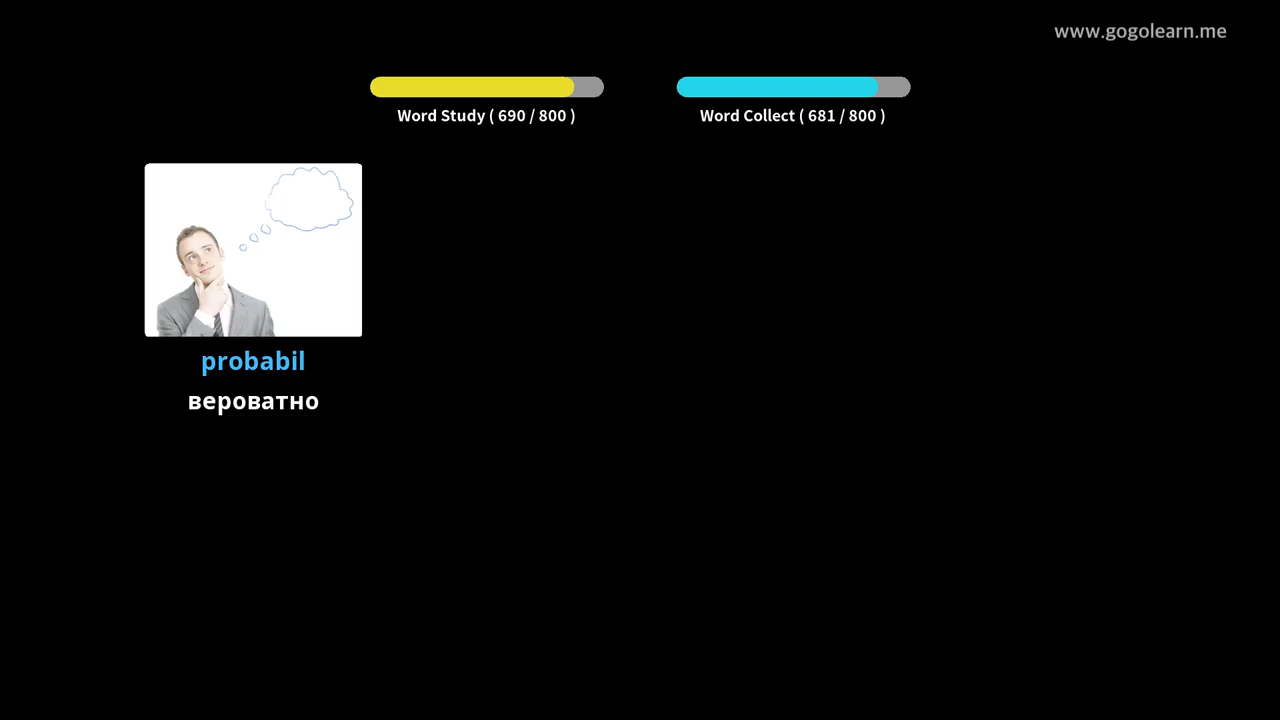 www.gogolearn.me
Word Study ( 690 / 800 )
Word Collect ( 681 / 800 )
probabil
вероватно